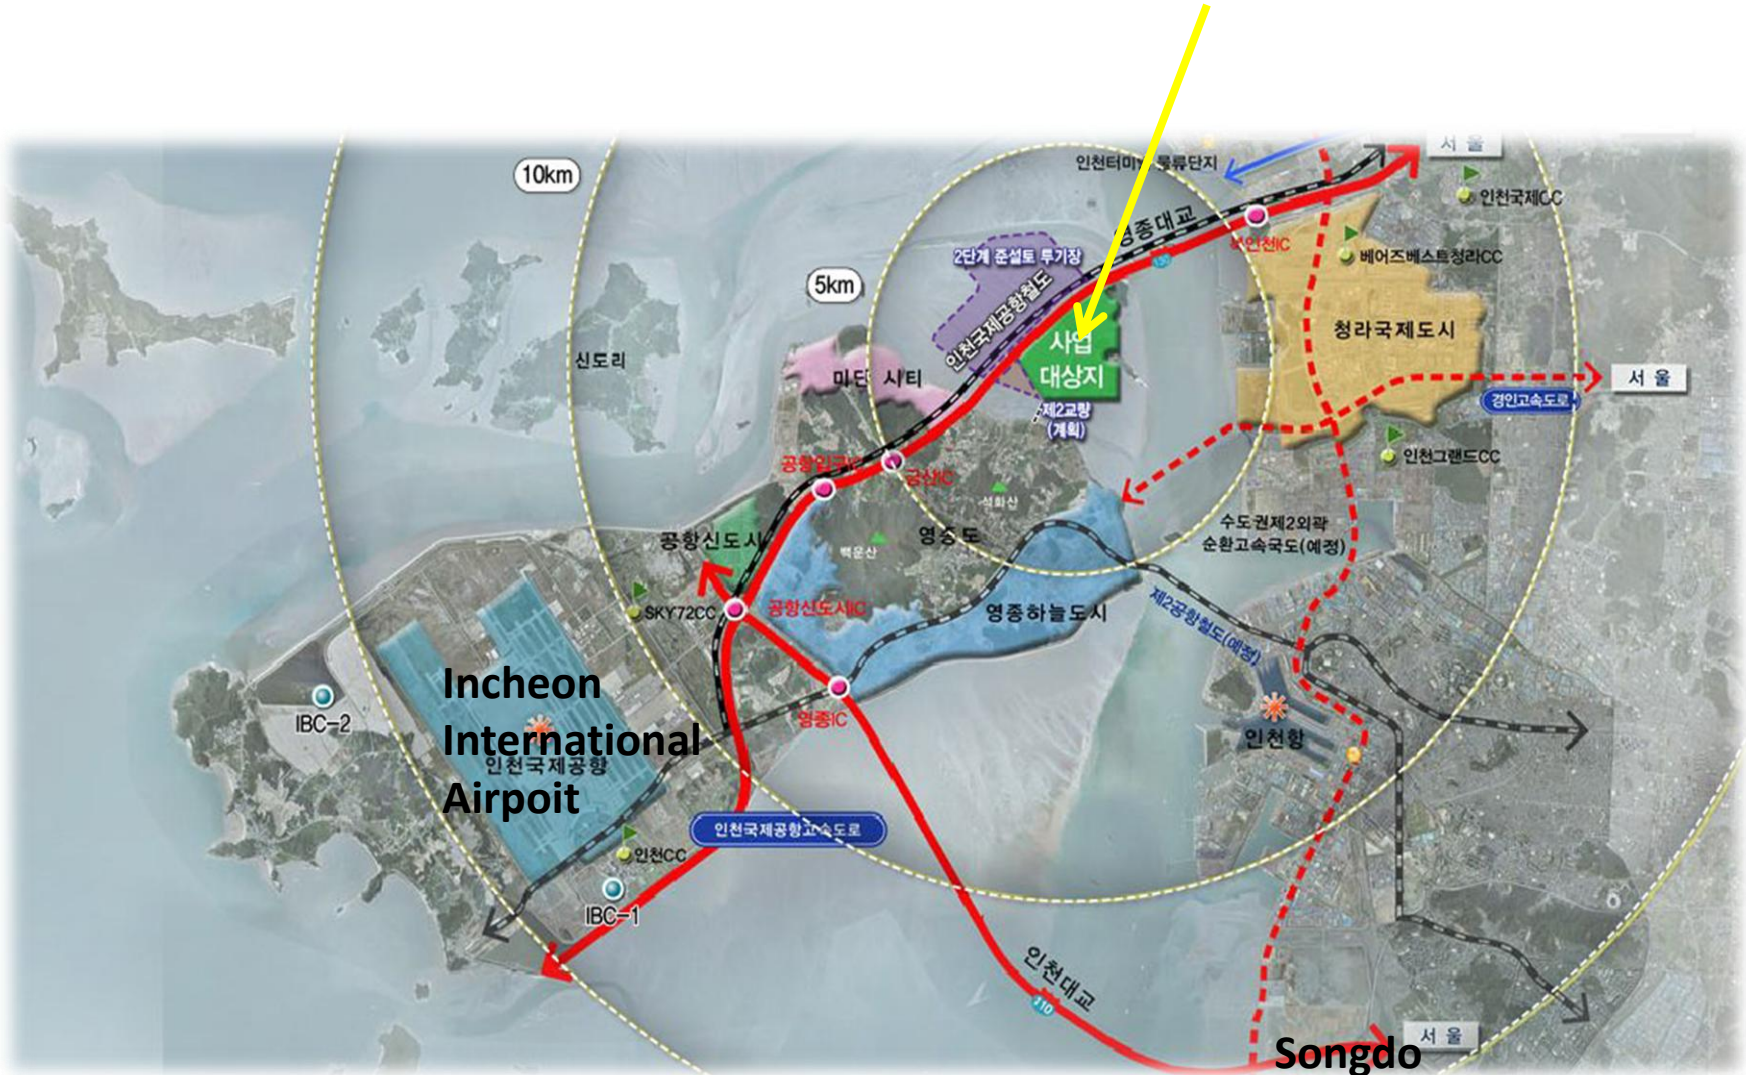 서울
10km
인천터미널 물류단지
인천국제CC
영종대교
북인천IC
2단계 준설토 투기장
베어즈베스트청라CC
5km
인천국제공항철도
청라국제도시
사업
대상지
신도리
미단 시티
서울
경인고속도로
제2교량
(계획)
공항입구IC
금산IC
인천그랜드CC
석화산
수도권제2외곽
순환고속국도(예정)
공항신도시
백운산
영종도
SKY72CC
공항신도시IC
영종하늘도시
제2공항철도(예정)
Incheon
International
Airpoit
인천국제공항
IBC-2
영종IC
인천항
인천국제공항고속도로
인천CC
IBC-1
인천대교
110
서울
Songdo